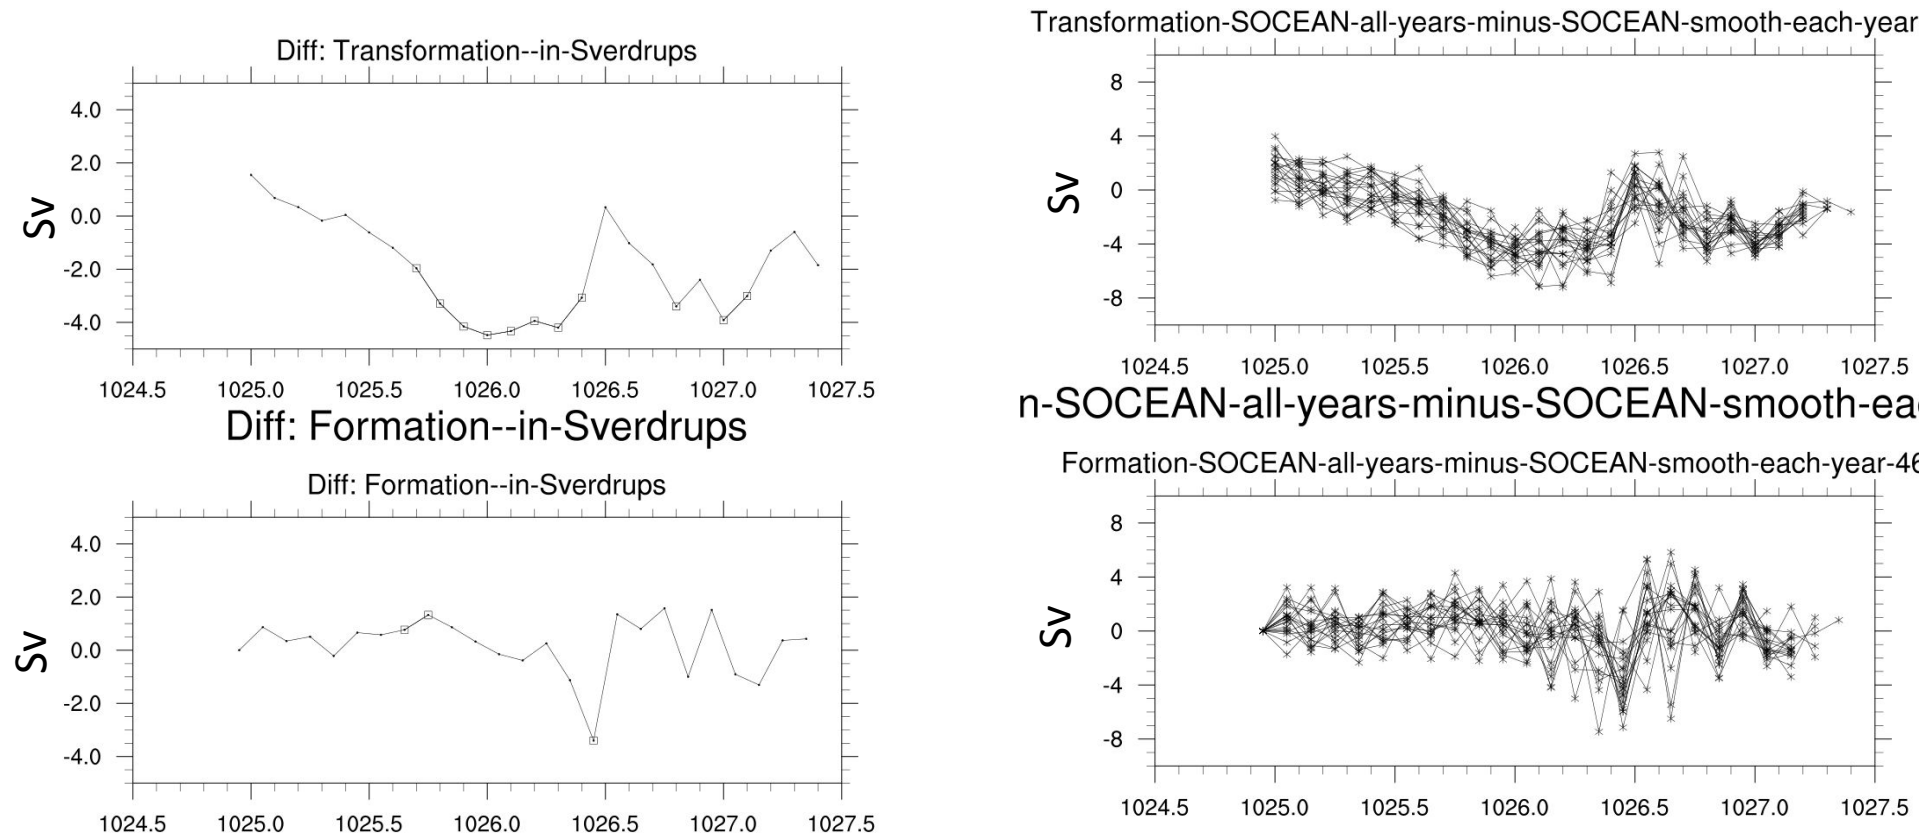 Diff: Transformation--in-Sverdrups
4.0
2.0
0.0
-2.0
-4.0
Sv
1024.5 1025.0 1025.5 1026.0 1026.5 1027.0 1027.5
Diff: Formation--in-Sverdrups
Diff: Formation--in-Sverdrups
4.0
2.0
0.0
-2.0
-4.0
Sv
1024.5 1025.0 1025.5 1026.0 1026.5 1027.0 1027.5
Transformation-SOCEAN-all-years-minus-SOCEAN-smooth-each-year
8
4
0
-4
-8
Sv
1024.5 1025.0 1025.5 1026.0 1026.5 1027.0 1027.5
n-SOCEAN-all-years-minus-SOCEAN-smooth-ea
Formation-SOCEAN-all-years-minus-SOCEAN-smooth-each-year-46
8
4
0
-4
-8
Sv
1024.5 1025.0 1025.5 1026.0 1026.5 1027.0 1027.5